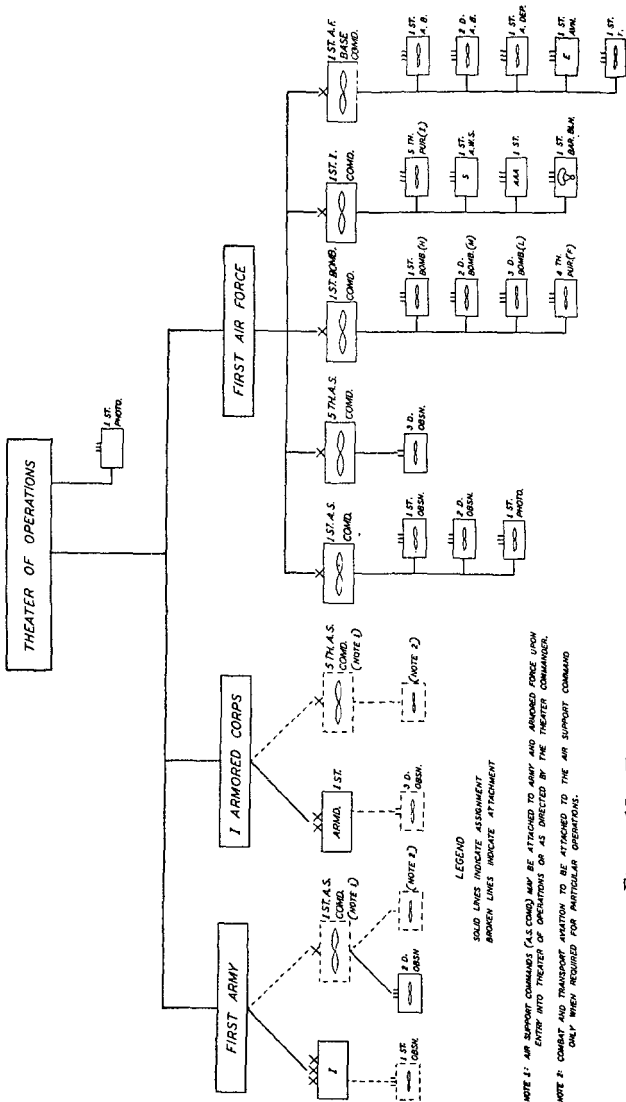 THEATER OF OPERATIONS
1 ST.
PHOTO.
FIRST ARMY
I ARMORED CORPS
FIRST AIR FORCE
I
1 ST.
OBSN.
1 ST. A.S.
COMD.
(NOTE 1)
2 D.
OBSN
(NOTE 2)
ARMD.
1 ST.
3 D.
OBSN.
5 TH. A.S.
COMD.
(NOTE 1)
(NOTE 2)
1 ST. A.S.
COMD.
1 ST.
OBSN.
2 D.
OBSN.
1 ST.
PHOTO.
5 TH. A.S.
COMD.
3 D.
OBSN.
1 ST. BOMB.
COMD.
1 ST.
BOMB.(H)
2 D.
BOMB.(M)
3 D.
BOMB.(L)
4 TH.
PUR.(F)
1 ST. I.
COMD.
5 TH.
PUR.(I)
S
1 ST.
A.W.S.
AAA
1 ST.
1 ST.
BAR. BLN.
1 ST. A.F.
BASE
COMD.
1 ST.
A. B.
2 D.
A. B.
1 ST.
A. DEP.
E
1 ST.
AVN.
1 ST.
T.
LEGEND
SOLID LINES INDICATE ASSIGNMENT
BROKEN LINES INDICATE ATTACHMENT
NOTE 1: AIR SUPPORT COMMANDS (A.S. COMD.) MAY BE ATTACHED TO ARMY AND ARMORED FORCE UPON
ENTRY INTO THEATER OF OPERATIONS OR AS DIRECTED BY THE THEATER COMMANDER.
NOTE 2: COMBAT AND TRANSPORT AVIATION TO BE ATTACHED TO THE AIR SUPPORT COMMAND
ONLY WHEN REQUIRED FOR PARTICULAR OPERATIONS.